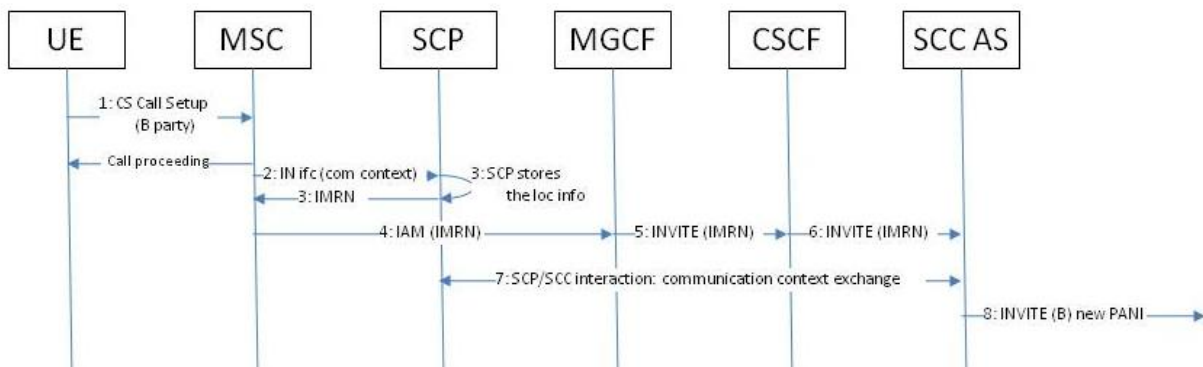 UE
MSC
SCP
MGCF
CSCF
SCC AS
1: CS Call Setup
(B party)
Call proceeding
2: IN ifc (com context)
3: SCP stores
the loc info
3: IMRN
4: IAM (IMRN)
5: INVITE (IMRN)
6: INVITE (IMRN)
7: SCP/SCC interaction: communication context exchange
8: INVITE (B) new PANI